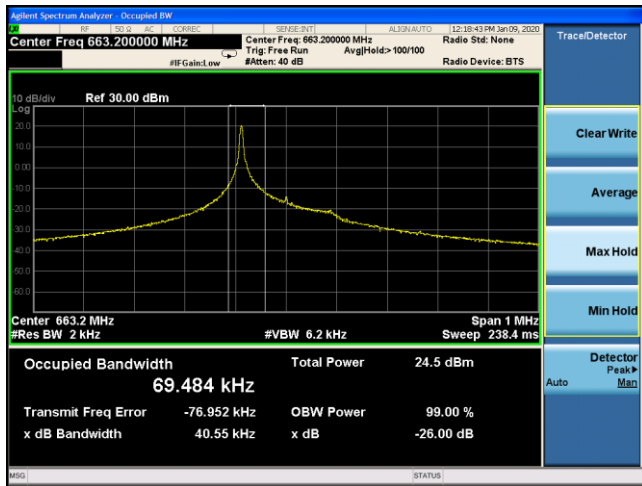 Agilent Spectrum Analyzer - Occupied BW
RF 50 Ω AC CORREC SENSE:INT ALIGN AUTO 12:18:43 PM Jan 09, 2020
Center Freq 663.200000 MHz Center Freq: 663.200000 MHz Radio Std: None
Trig: Free Run Avg|Hold:> 100/100
#IFGain:Low #Atten: 40 dB Radio Device: BTS
10 dB/div Ref 30.00 dBm
Log
20.0
10.0
0.00
-10.0
-20.0
-30.0
-40.0
-50.0
-60.0
Center 663.2 MHz Span 1 MHz
#Res BW 2 kHz #VBW 6.2 kHz Sweep 238.4 ms
Occupied Bandwidth Total Power 24.5 dBm
69.484 kHz
Transmit Freq Error -76.952 kHz OBW Power 99.00 %
x dB Bandwidth 40.55 kHz x dB -26.00 dB
MSG STATUS
Trace/Detector
Clear Write
Average
Max Hold
Min Hold
Detector
Peak▶
Auto Man